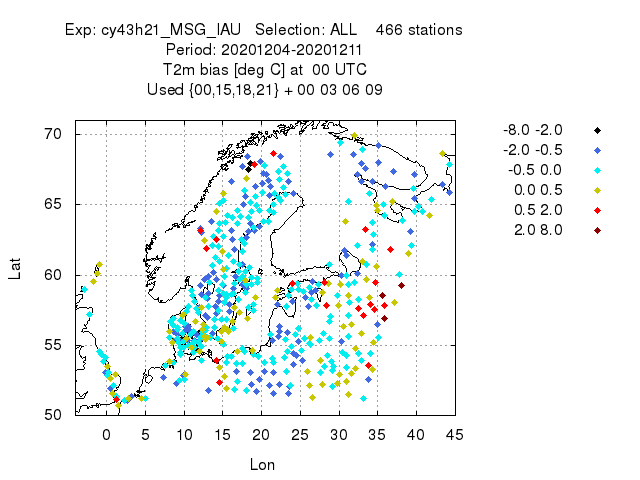 Exp: cy43h21_MSG_IAU   Selection: ALL    466 stations
Period: 20201204-20201211
T2m bias [deg C] at  00 UTC
Used {00,15,18,21} + 00 03 06 09
-8.0 -2.0
-2.0 -0.5
-0.5 0.0
0.0 0.5
0.5 2.0
2.0 8.0
70
65
60
55
50
Lat
0 5 10 15 20 25 30 35 40 45
Lon